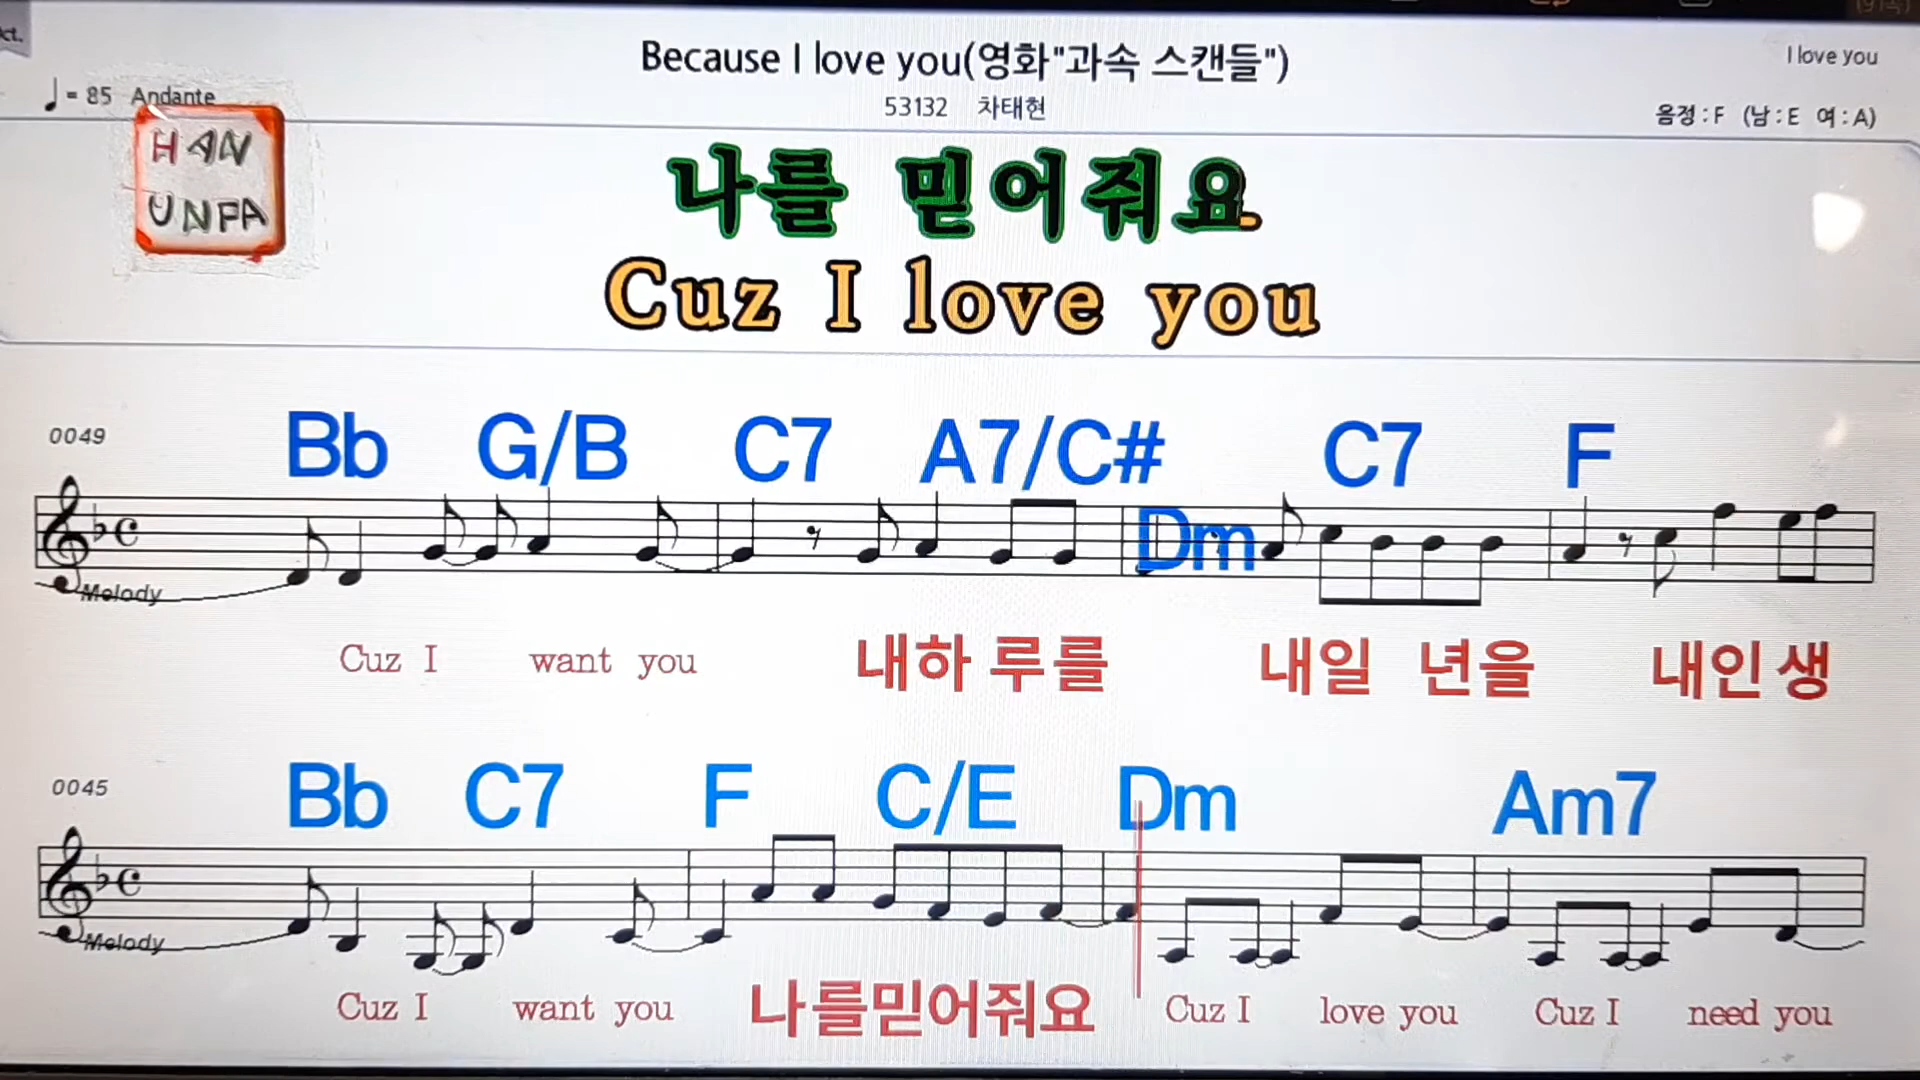 ct.
Because I love you(영화"과속 스캔들")
I love you
♩= 85 Andante
53132 차태현
음정 : F (남 : E 여 : A)
HAN
UNPA
나를 믿어줘요
Cuz I love you
0049
Bb G/B C7 A7/C# Dm C7 F
Melody
Cuz I want you 내하 루를 내일 년을 내인 생
0045
Bb C7 F C/E Dm Am7
Melody
Cuz I want you 나를믿어줘요 Cuz I love you Cuz I need you